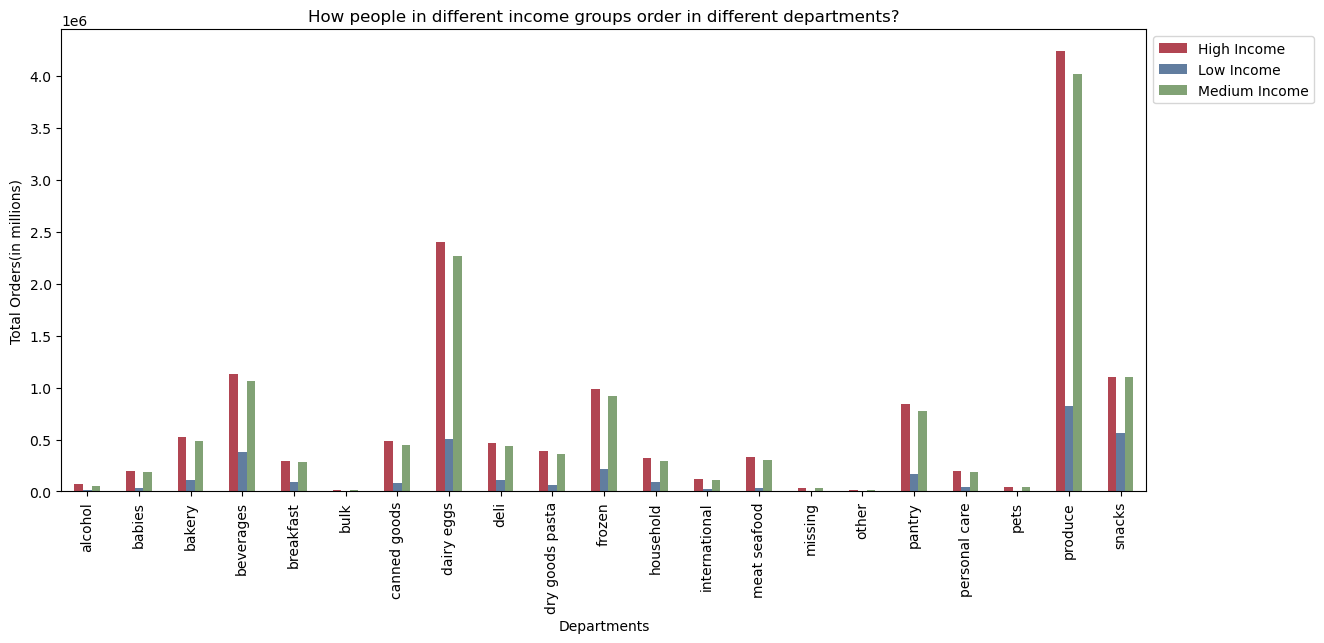 How people in different income groups order in different departments?
1e6
High Income
Low Income
Medium Income
4.0
3.5
3.0
2.5
2.0
1.5
1.0
0.5
0.0
Total Orders(in millions)
alcohol
babies
bakery
beverages
breakfast
bulk
canned goods
dairy eggs
deli
dry goods pasta
frozen
household
international
meat seafood
missing
other
pantry
personal care
pets
produce
snacks
Departments